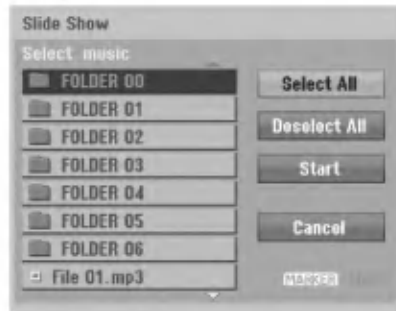 Slide Show
Select music
FOLDER 00
FOLDER 01
FOLDER 02
FOLDER 03
FOLDER 04
FOLDER 05
FOLDER 06
File 01.mp3
Select All
Deselect All
Start
Cancel
MARKER